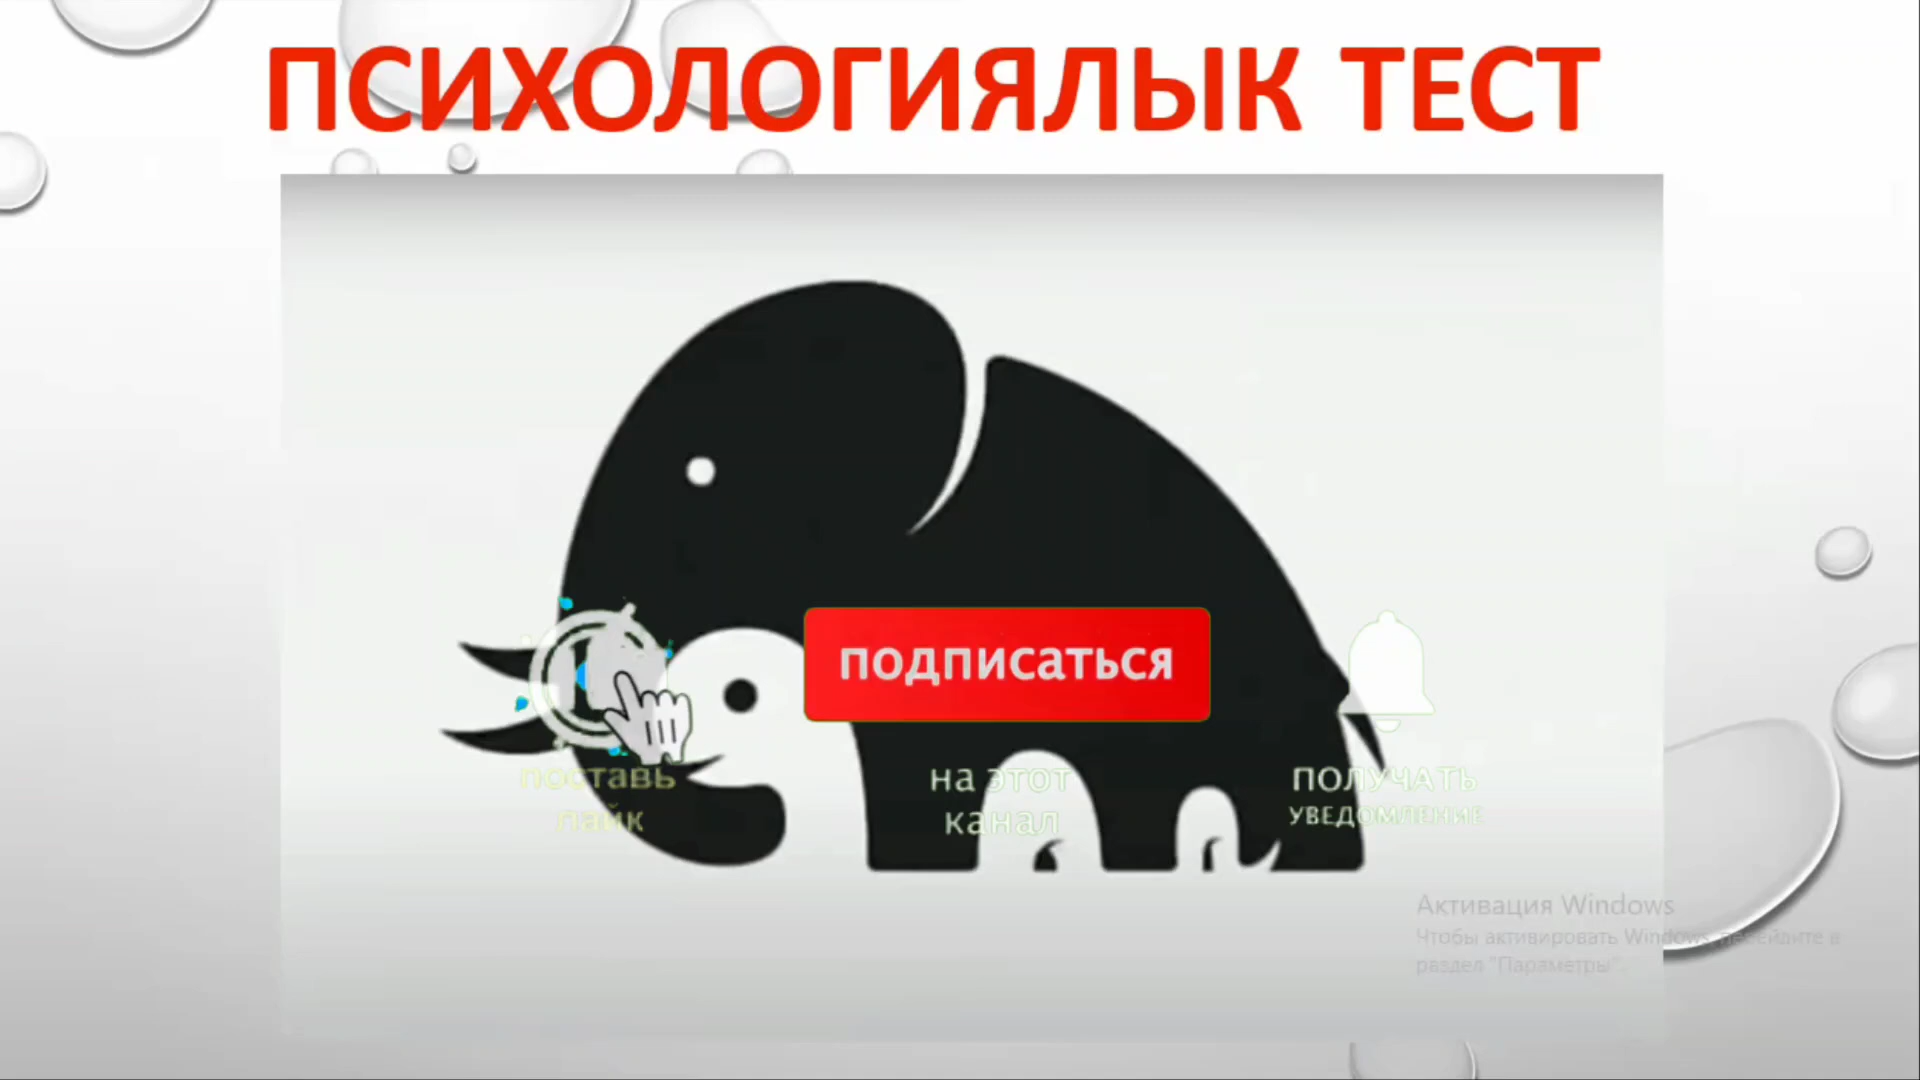 ПСИХОЛОГИЯЛЫК ТЕСТ
подписаться
поставь
лайк
на этот
канал
ПОЛУЧАТЬ
УВЕДОМЛЕНИЕ
Активация Windows
Чтобы активировать Windows, перейдите в
раздел "Параметры".